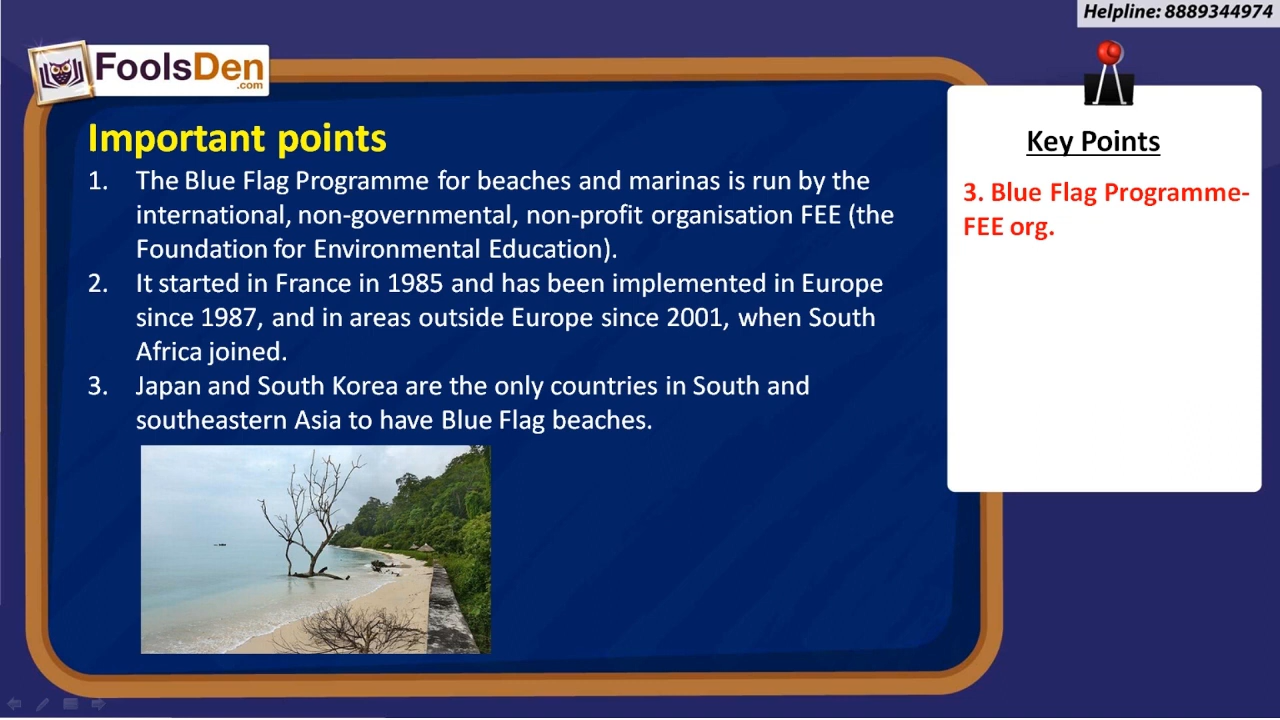 Helpline: 8889344974
FoolsDen
.com
Important points
1. The Blue Flag Programme for beaches and marinas is run by the
international, non-governmental, non-profit organisation FEE (the
Foundation for Environmental Education).
2. It started in France in 1985 and has been implemented in Europe
since 1987, and in areas outside Europe since 2001, when South
Africa joined.
3. Japan and South Korea are the only countries in South and
southeastern Asia to have Blue Flag beaches.
Key Points
3. Blue Flag Programme-
FEE org.